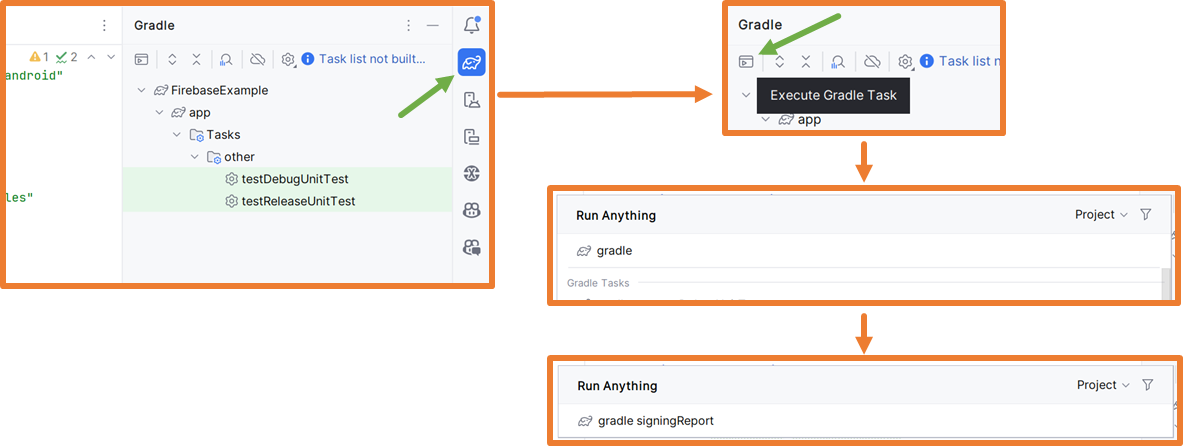 Gradle
1 2
Task list not built...
android"
FirebaseExample
app
Tasks
other
testDebugUnitTest
les"
testReleaseUnitTest
Gradle
Task list n
Execute Gradle Task
app
Run Anything
Project
gradle
Gradle Tasks
Run Anything
Project
gradle signingReport